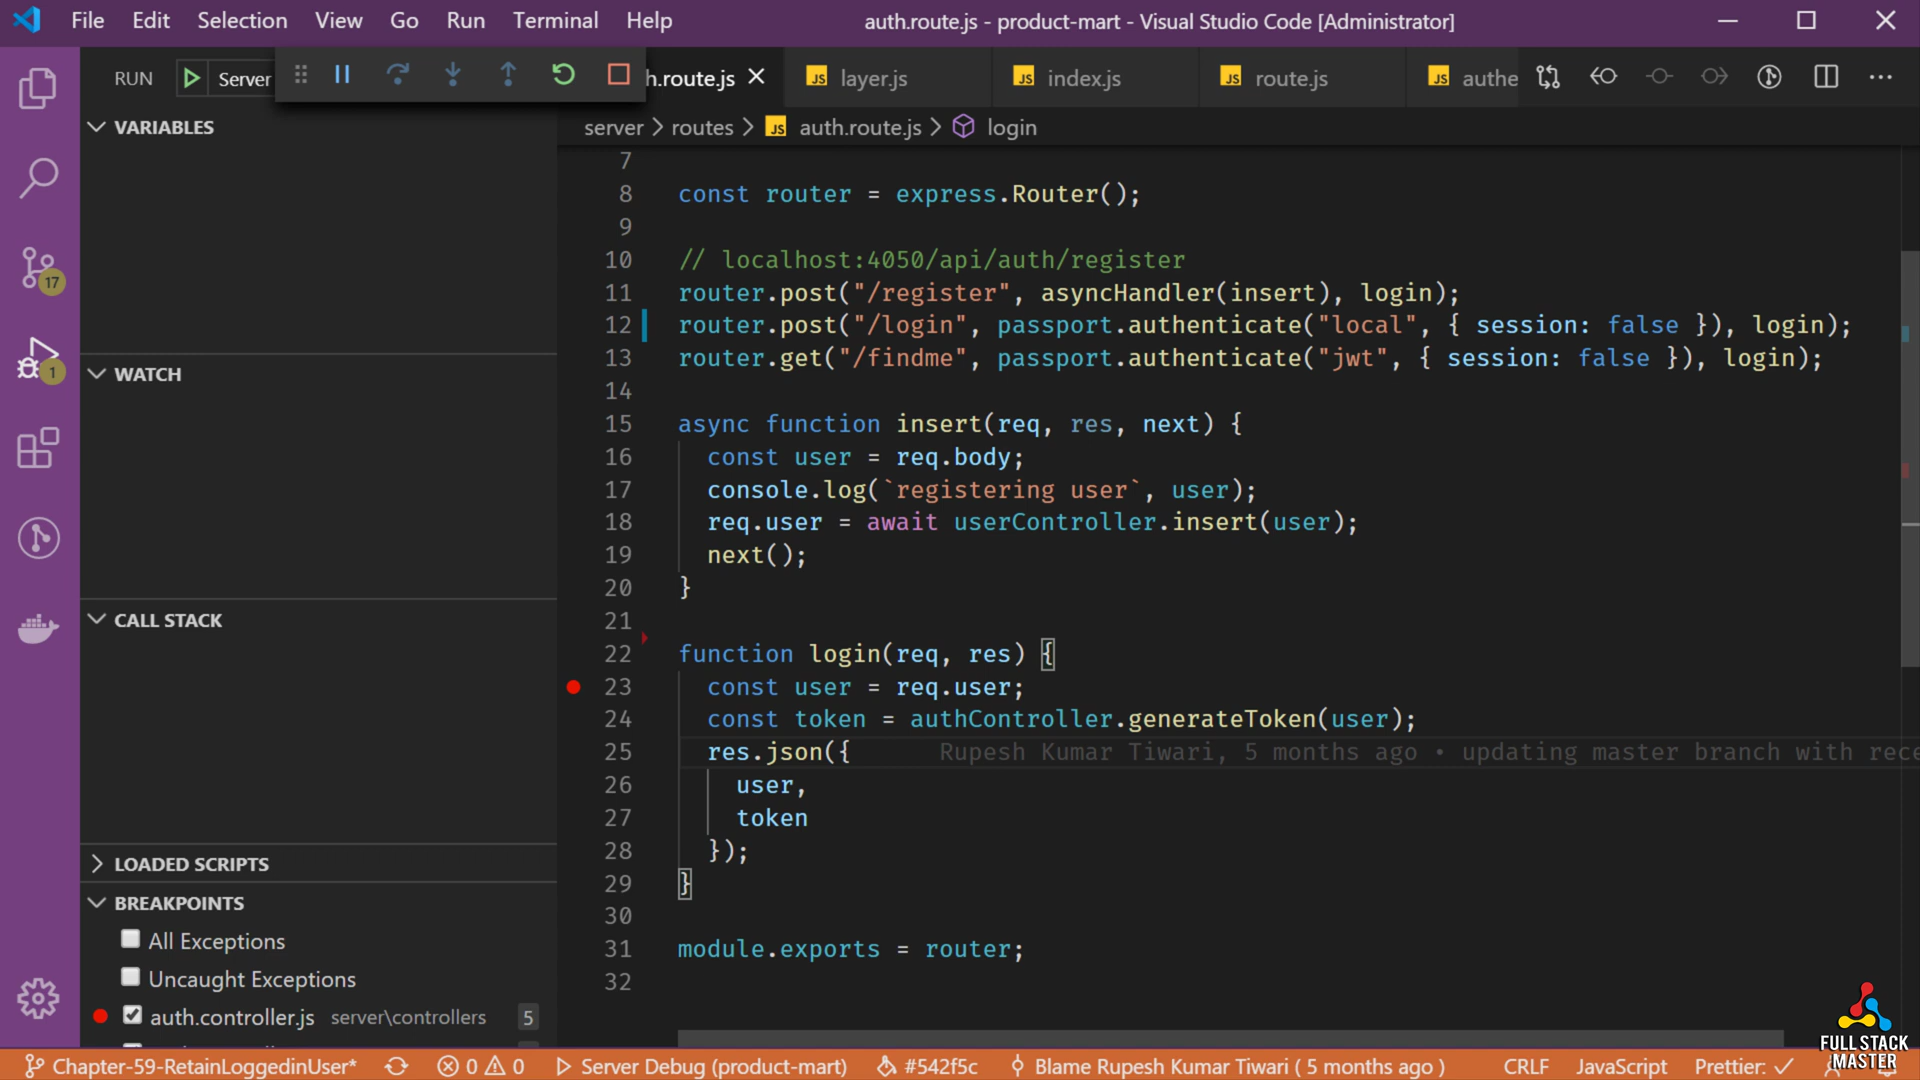 File Edit Selection View Go Run Terminal Help auth.route.js - product-mart - Visual Studio Code [Administrator]
RUN Server h.route.js JS layer.js JS index.js JS route.js JS authe
VARIABLES
server > routes > JS auth.route.js > login
7
8 const router = express.Router();
9
10 // localhost:4050/api/auth/register
11 router.post("/register", asyncHandler(insert), login);
12 router.post("/login", passport.authenticate("local", { session: false }), login);
13 router.get("/findme", passport.authenticate("jwt", { session: false }), login);
14
15 async function insert(req, res, next) {
16 const user = req.body;
17 console.log(`registering user`, user);
18 req.user = await userController.insert(user);
19 next();
20 }
21
22 function login(req, res) {
23 const user = req.user;
24 const token = authController.generateToken(user);
25 res.json({ Rupesh Kumar Tiwari, 5 months ago • updating master branch with rece
26 user,
27 token
28 });
29 }
30
31 module.exports = router;
32
17
1
WATCH
CALL STACK
LOADED SCRIPTS
BREAKPOINTS
All Exceptions
Uncaught Exceptions
auth.controller.js server\controllers 5
FULL STACK
MASTER
Chapter-59-RetainLoggedinUser* 0 0 Server Debug (product-mart) #542f5c Blame Rupesh Kumar Tiwari ( 5 months ago ) CRLF JavaScript Prettier: ✓